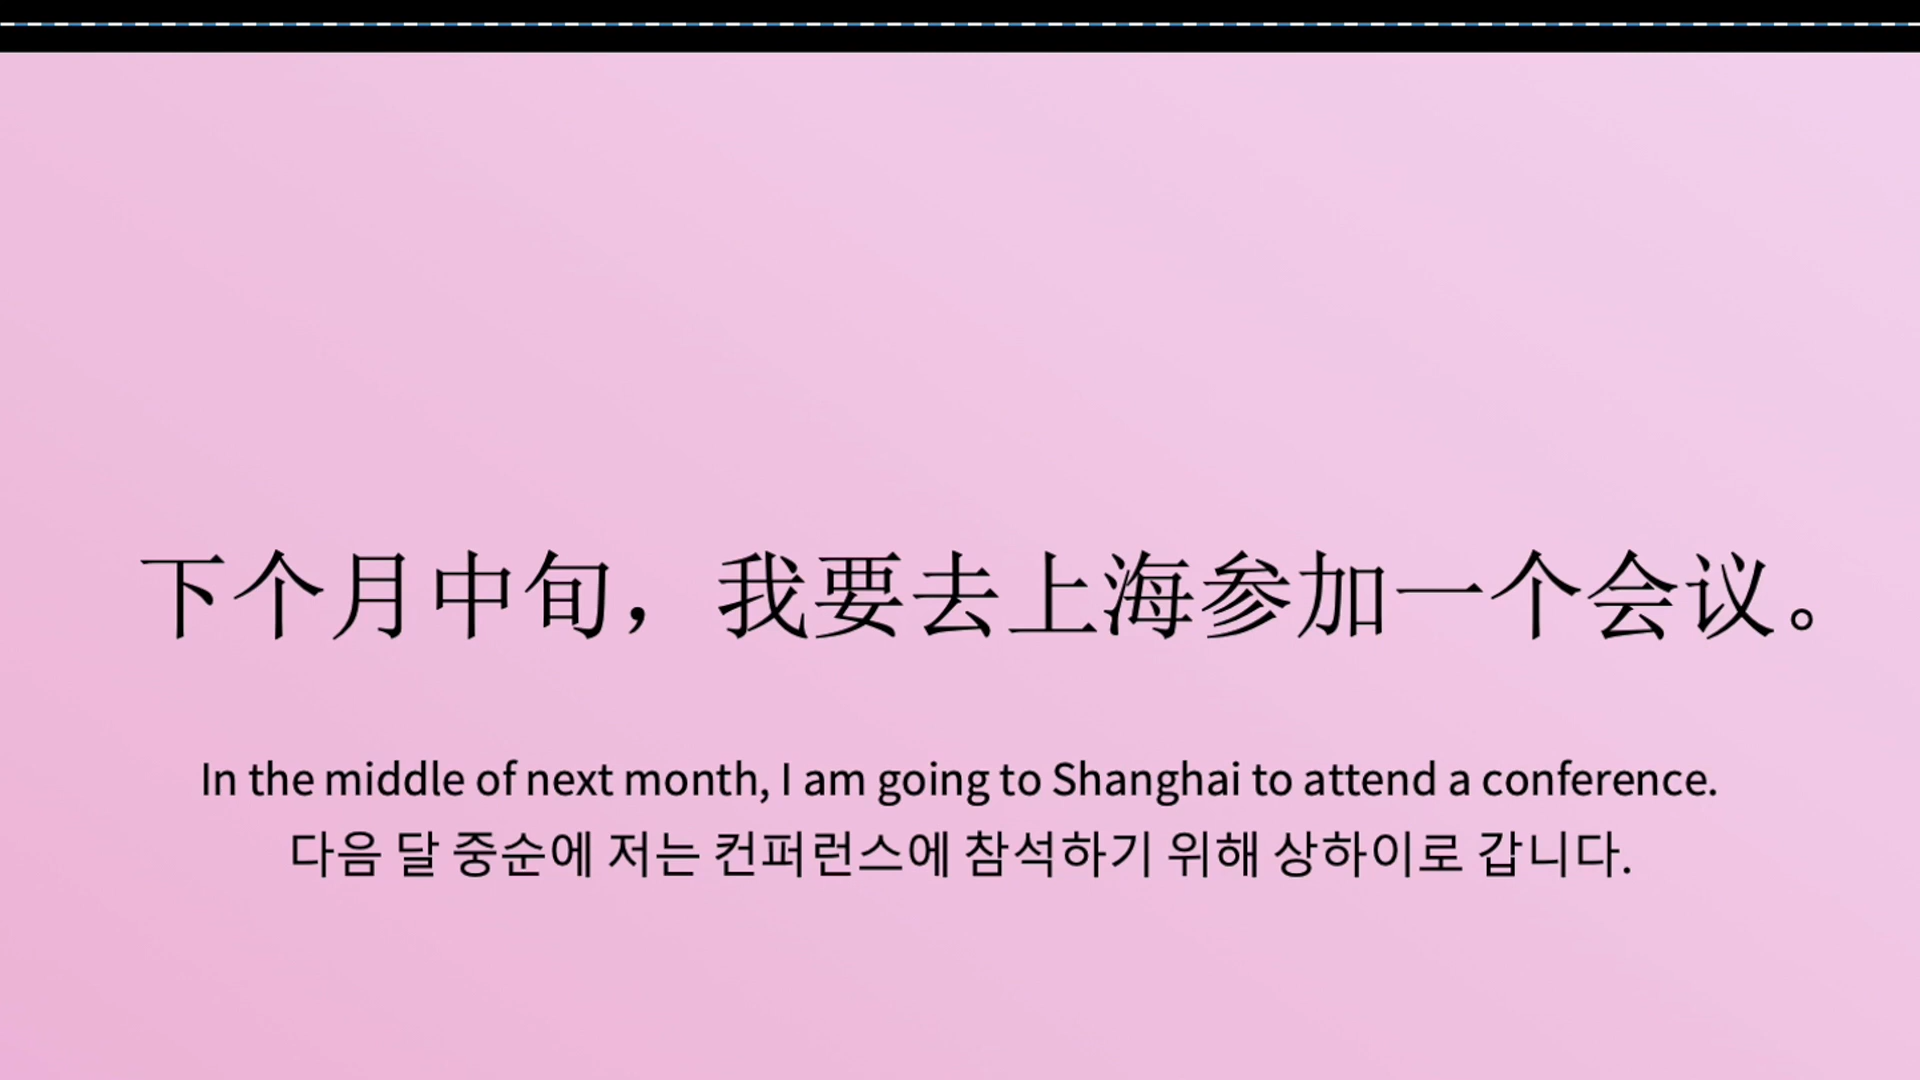 下个月中旬，我要去上海参加一个会议。
In the middle of next month, I am going to Shanghai to attend a conference.
다음 달 중순에 저는 컨퍼런스에 참석하기 위해 상하이로 갑니다.